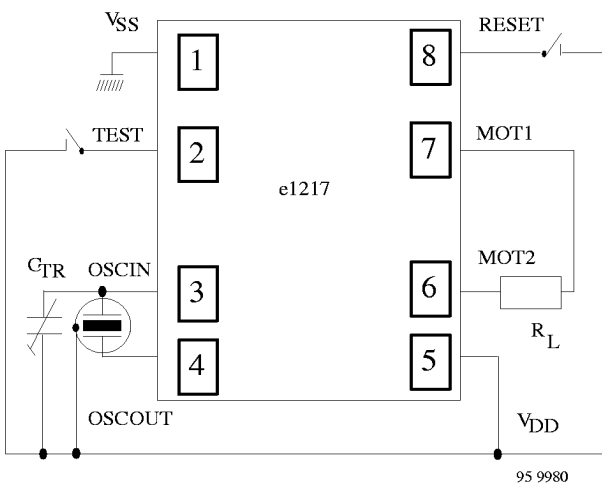 VSS
RESET
1
8
TEST
2
7
MOT1
e1217
CTR
OSCIN
3
6
MOT2
RL
4
5
OSCOUT
VDD
95 9980